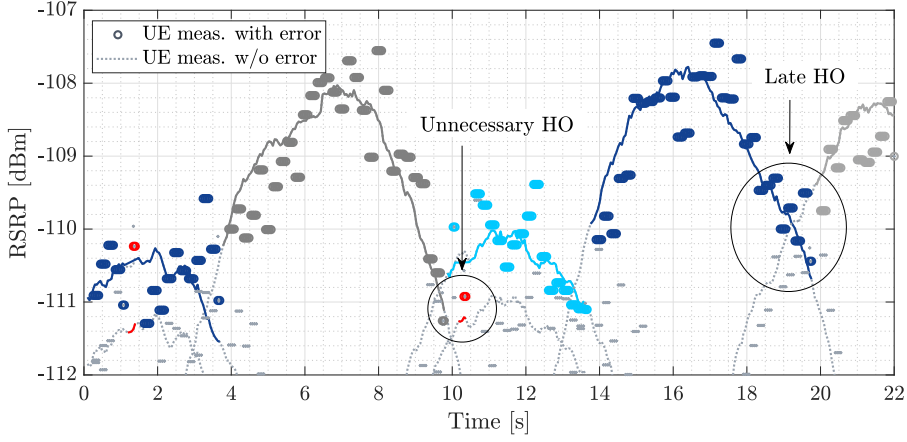 -107
UE meas. with error
UE meas. w/o error
-108
Late HO
Unnecessary HO
-109
RSRP [dBm]
-110
-111
-112
0 2 4 6 8 10 12 14 16 18 20 22
Time [s]